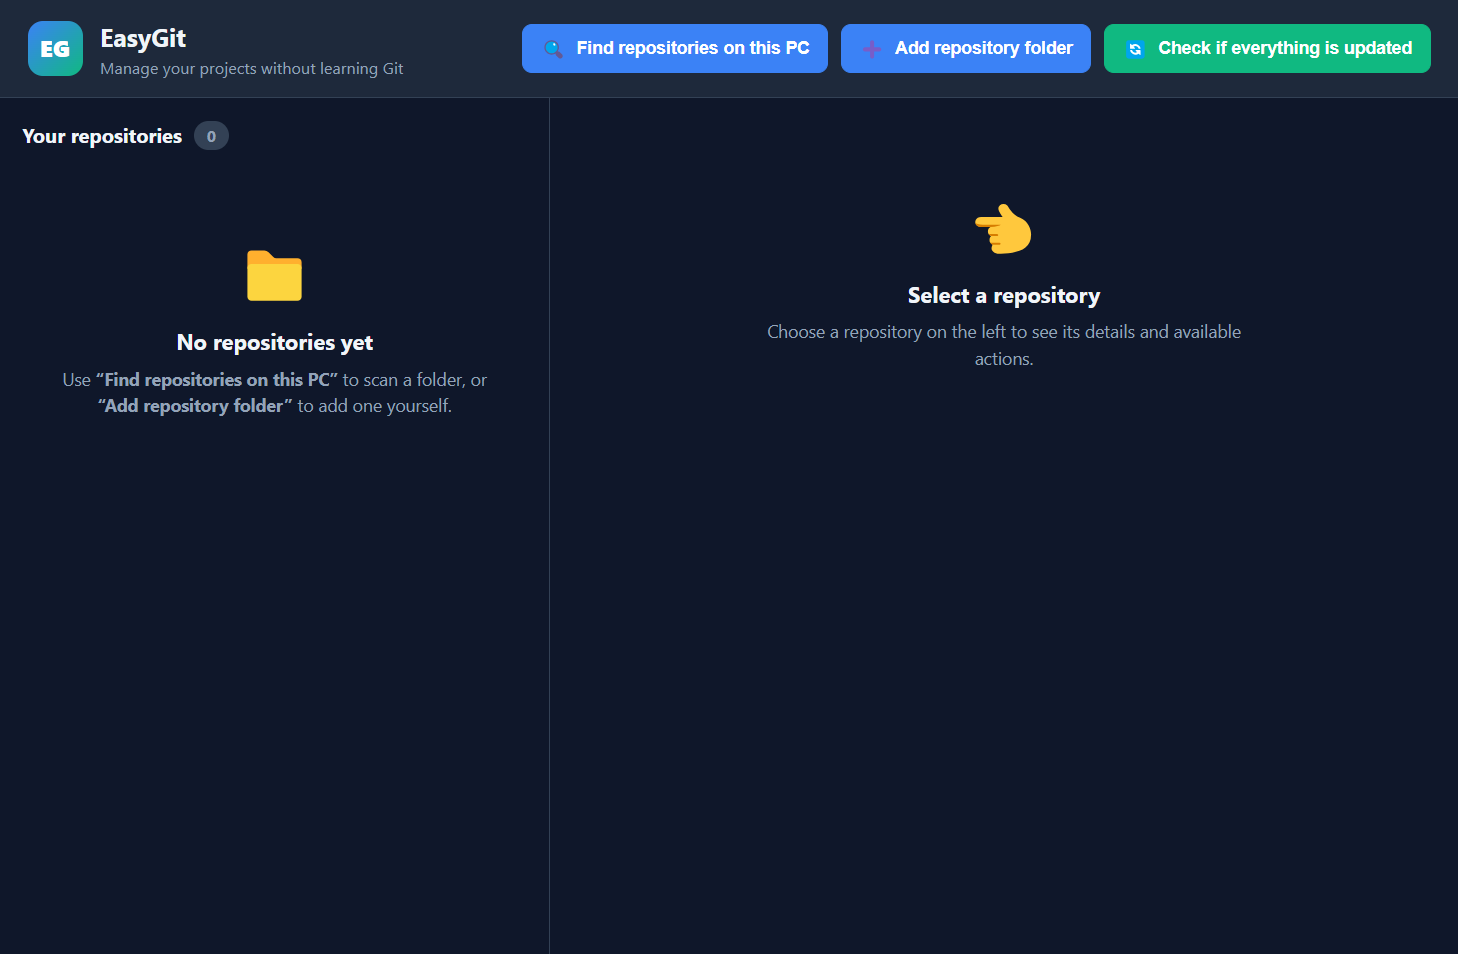 EG
EasyGit
Manage your projects without learning Git
Find repositories on this PC
Add repository folder
Check if everything is updated
Your repositories 0
No repositories yet
Use “Find repositories on this PC” to scan a folder, or
“Add repository folder” to add one yourself.
Select a repository
Choose a repository on the left to see its details and available
actions.